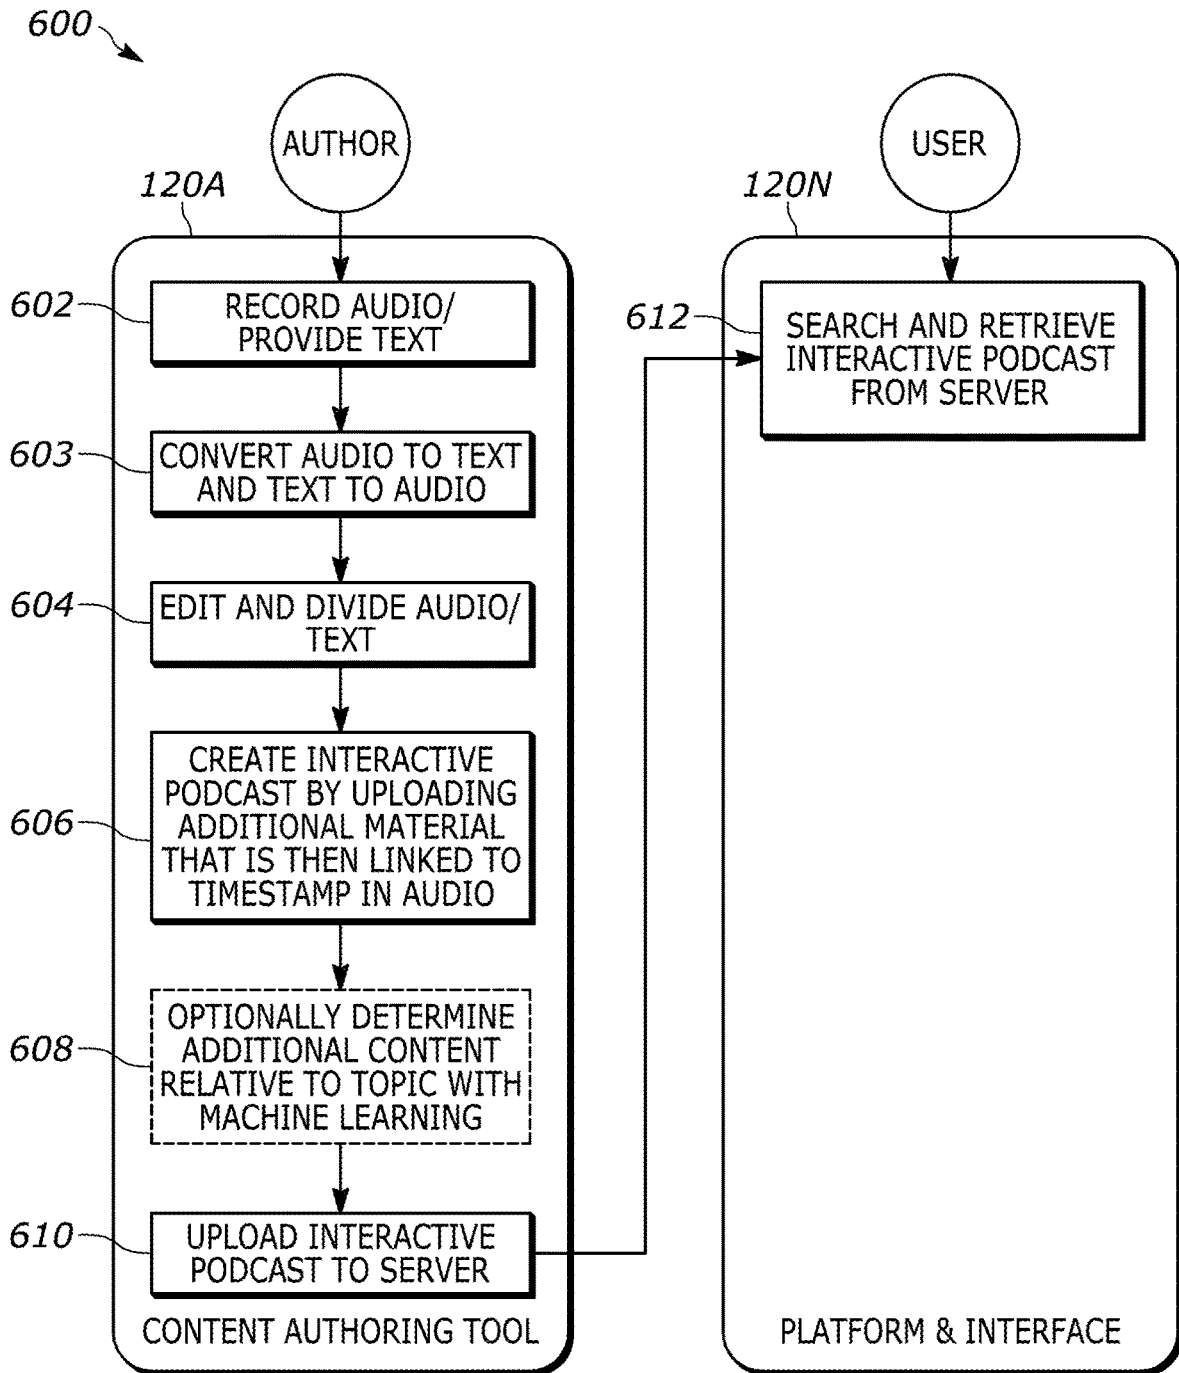 600
AUTHOR
120A
602
RECORD AUDIO/
PROVIDE TEXT
603
CONVERT AUDIO TO TEXT
AND TEXT TO AUDIO
604
EDIT AND DIVIDE AUDIO/
TEXT
606
CREATE INTERACTIVE
PODCAST BY UPLOADING
ADDITIONAL MATERIAL
THAT IS THEN LINKED TO
TIMESTAMP IN AUDIO
608
OPTIONALLY DETERMINE
ADDITIONAL CONTENT
RELATIVE TO TOPIC WITH
MACHINE LEARNING
610
UPLOAD INTERACTIVE
PODCAST TO SERVER
CONTENT AUTHORING TOOL
USER
120N
612
SEARCH AND RETRIEVE
INTERACTIVE PODCAST
FROM SERVER
PLATFORM & INTERFACE